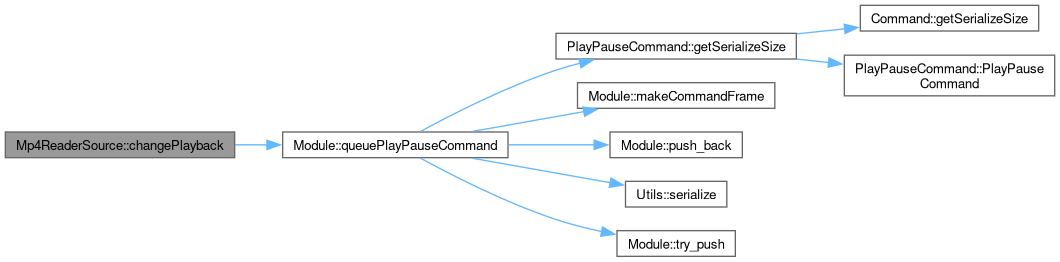 Mp4ReaderSource::changePlayback
Module::queuePlayPauseCommand
PlayPauseCommand::getSerializeSize
Command::getSerializeSize
PlayPauseCommand::PlayPause
Command
Module::makeCommandFrame
Module::push_back
Utils::serialize
Module::try_push